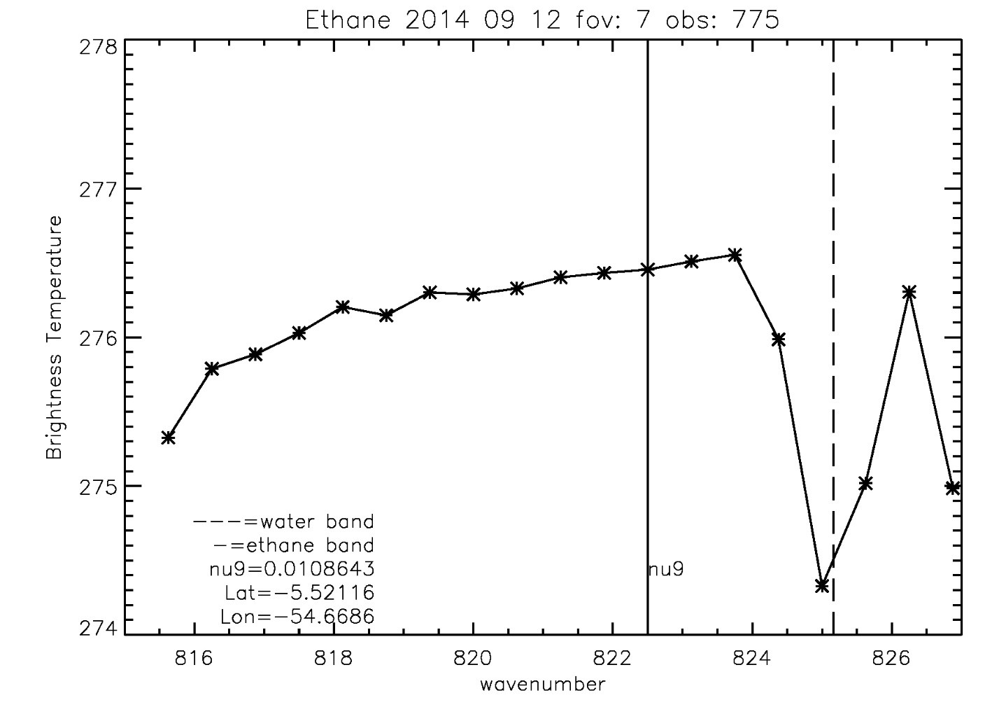 Ethane 2014 09 12 fov: 7 obs: 775
278
277
276
275
274
Brightness Temperature
---=water band
-=ethane band
nu9=0.0108643
nu9
Lat=-5.52116
Lon=-54.6686
816 818 820 822 824 826
wavenumber